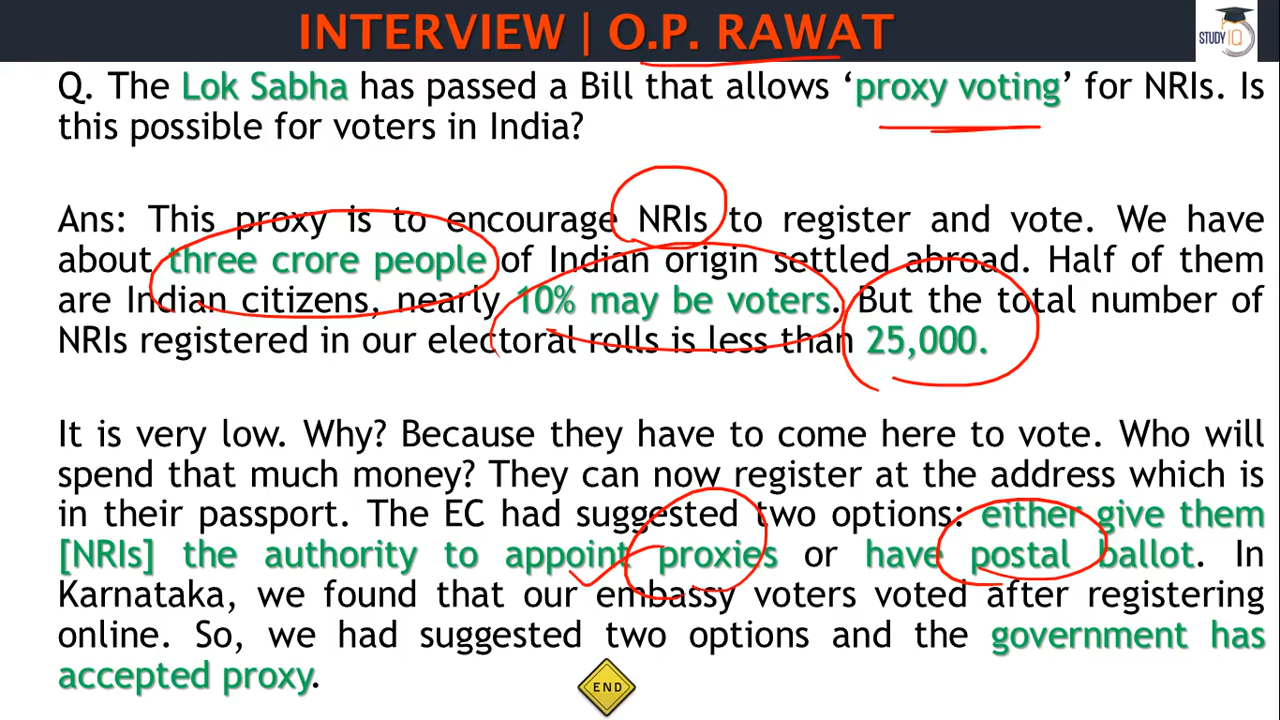 INTERVIEW | O.P. RAWAT
STUDY IQ
Q. The Lok Sabha has passed a Bill that allows ‘proxy voting’ for NRIs. Is
this possible for voters in India?
Ans: This proxy is to encourage NRIs to register and vote. We have
about three crore people of Indian origin settled abroad. Half of them
are Indian citizens, nearly 10% may be voters. But the total number of
NRIs registered in our electoral rolls is less than 25,000.
It is very low. Why? Because they have to come here to vote. Who will
spend that much money? They can now register at the address which is
in their passport. The EC had suggested two options: either give them
[NRIs] the authority to appoint proxies or have postal ballot. In
Karnataka, we found that our embassy voters voted after registering
online. So, we had suggested two options and the government has
accepted proxy.
END